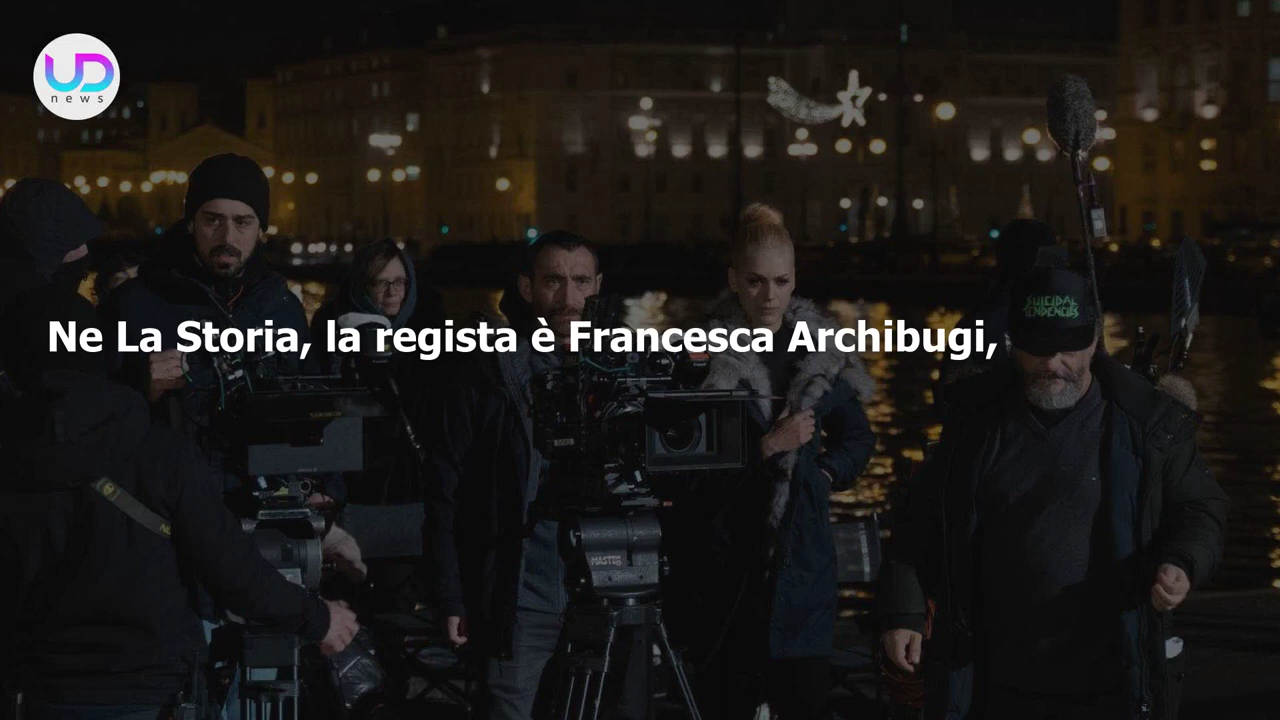 UD
news
Ne La Storia, la regista è Francesca Archibugi,
SUICIDAL
TENDENCIES
MASTER